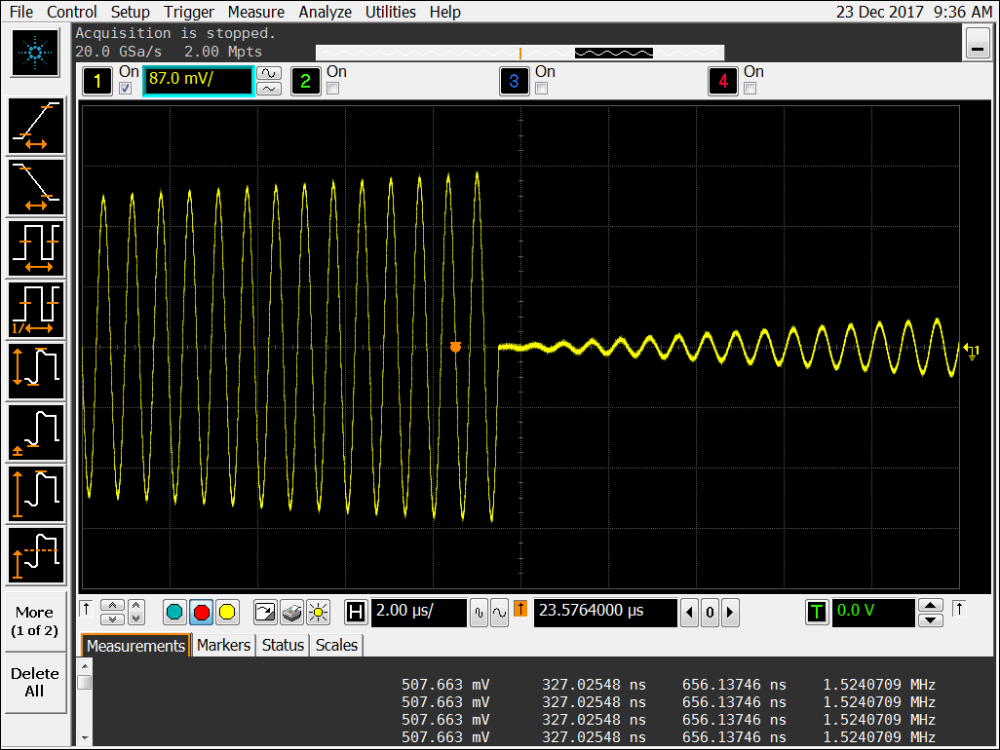 File Control Setup Trigger Measure Analyze Utilities Help 23 Dec 2017 9:36 AM
Acquisition is stopped.
20.0 GSa/s 2.00 Mpts
1 On 87.0 mV/ 2 On 3 On 4 On
1/
1
More
(1 of 2)
Delete
All
H 2.00 µs/ 23.5764000 µs 0 T 0.0 V
Measurements Markers Status Scales
507.663 mV 327.02548 ns 656.13746 ns 1.5240709 MHz
507.663 mV 327.02548 ns 656.13746 ns 1.5240709 MHz
507.663 mV 327.02548 ns 656.13746 ns 1.5240709 MHz
507.663 mV 327.02548 ns 656.13746 ns 1.5240709 MHz